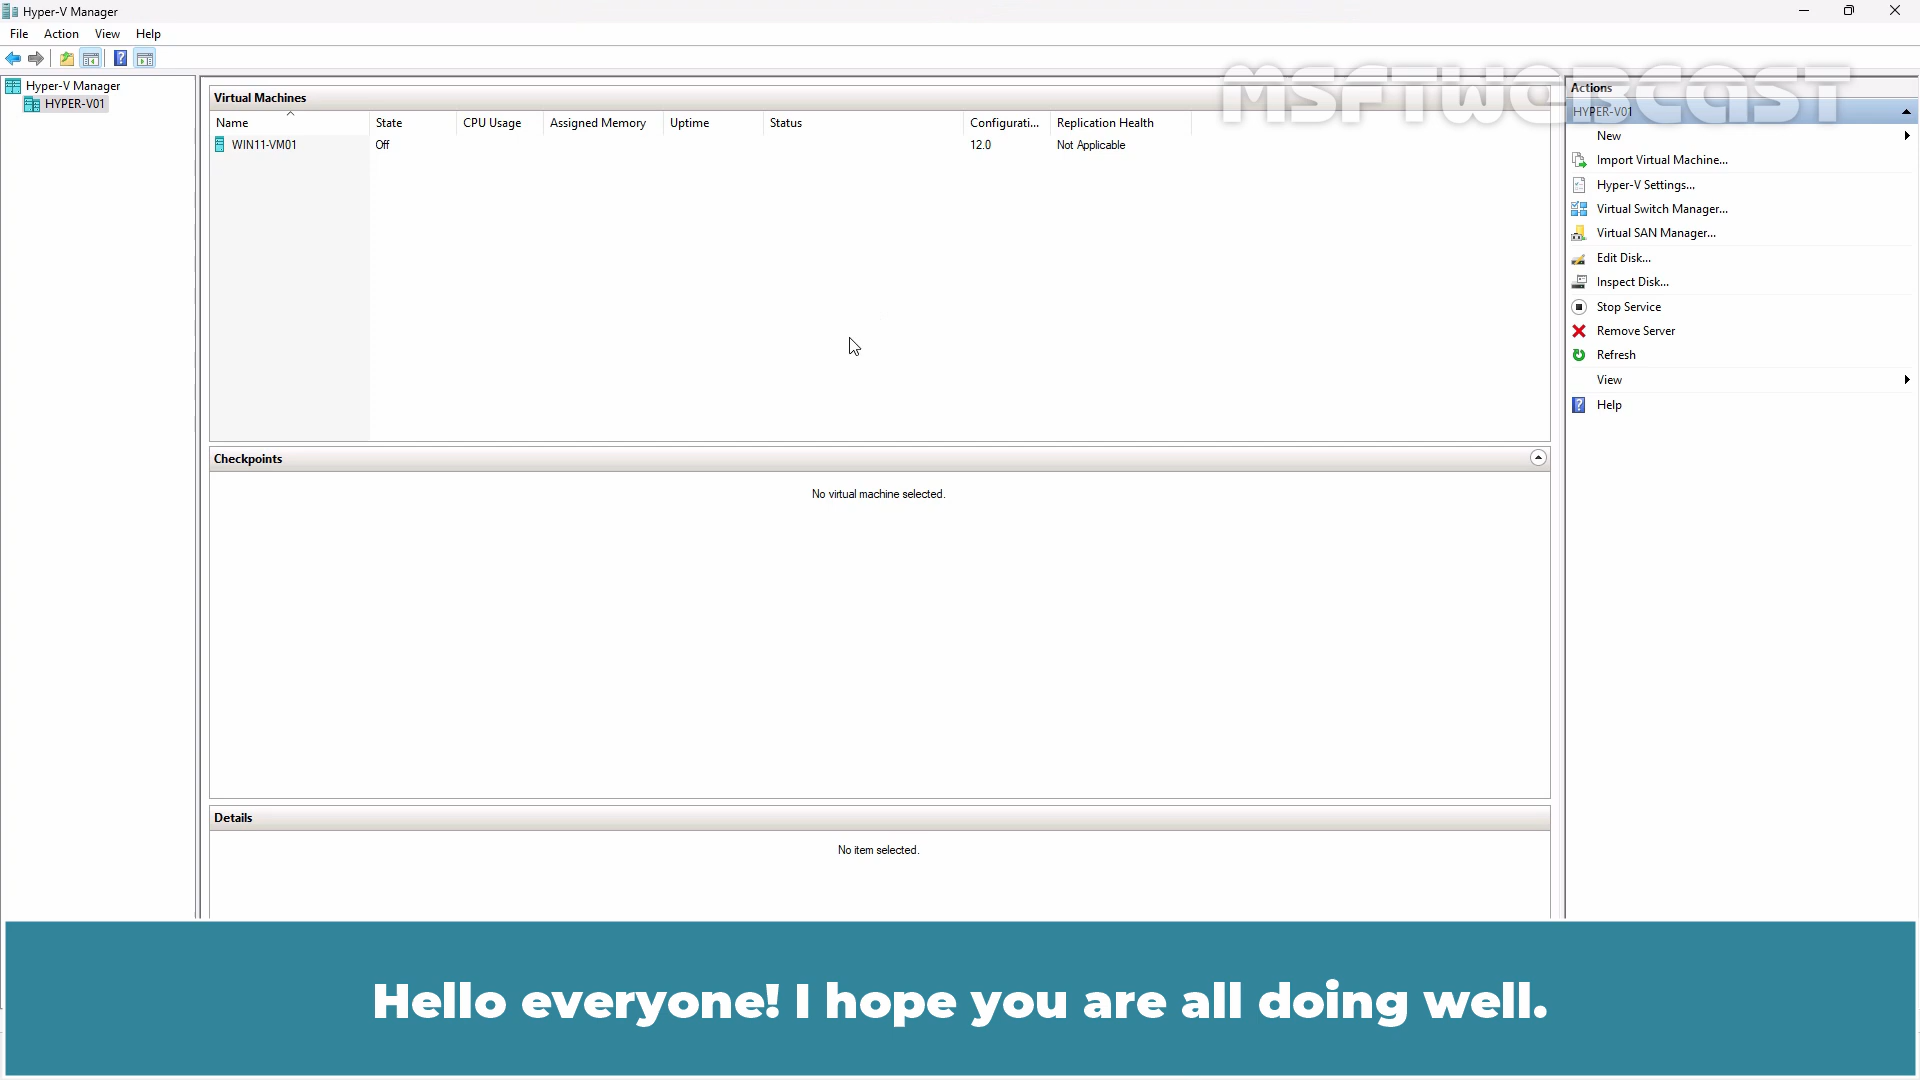 Hyper-V Manager
File Action View Help
Hyper-V Manager
HYPER-V01
Virtual Machines
Name State CPU Usage Assigned Memory Uptime Status Configurati... Replication Health
WIN11-VM01 Off 12.0 Not Applicable
Checkpoints
No virtual machine selected.
Details
No item selected.
MSFTWEBCAST
Actions
HYPER-V01
New
Import Virtual Machine...
Hyper-V Settings...
Virtual Switch Manager...
Virtual SAN Manager...
Edit Disk...
Inspect Disk...
Stop Service
Remove Server
Refresh
View
Help
Hello everyone! I hope you are all doing well.